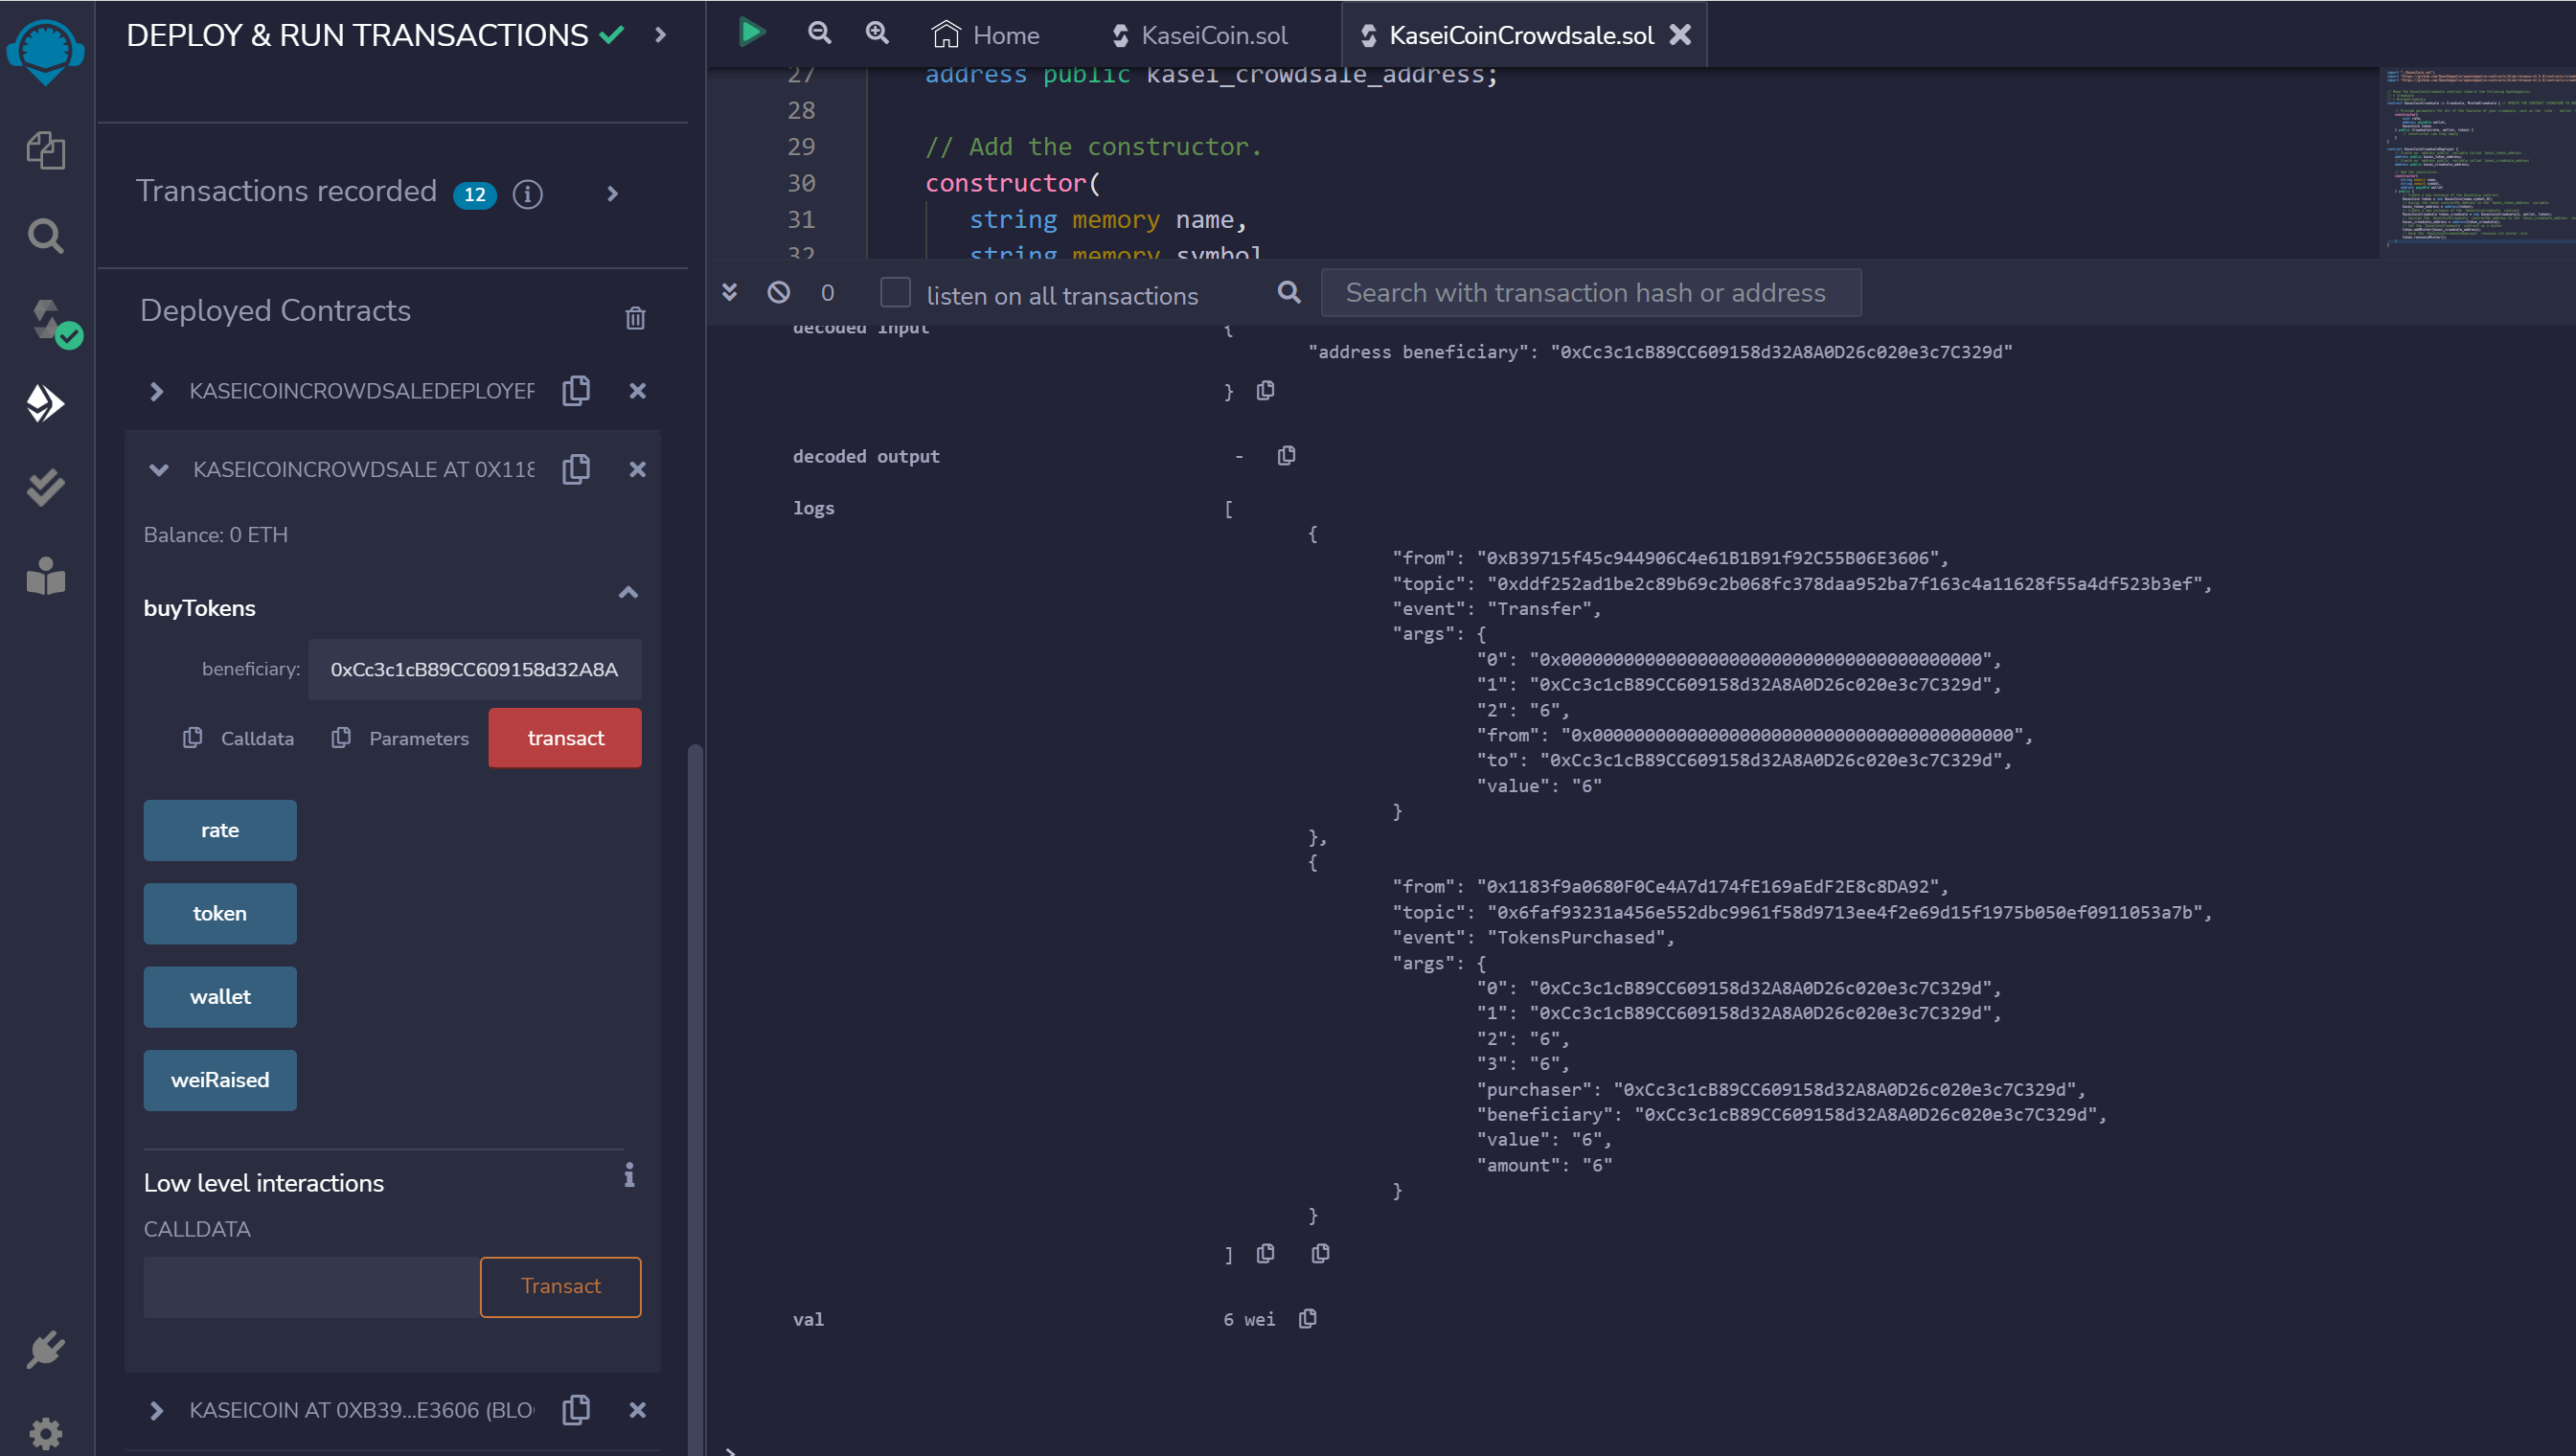 DEPLOY & RUN TRANSACTIONS
Transactions recorded 12
Deployed Contracts
KASEICOINCROWDSALEDEPLOYER
KASEICOINCROWDSALE AT 0X118
Balance: 0 ETH
buyTokens
beneficiary: 0xCc3c1cB89CC609158d32A8A
Calldata Parameters transact
rate
token
wallet
weiRaised
Low level interactions
CALLDATA
Transact
KASEICOIN AT 0XB39...E3606 (BLO
Home KaseiCoin.sol KaseiCoinCrowdsale.sol
27 address public kasei_crowdsale_address;
28
29 // Add the constructor.
30 constructor(
31 string memory name,
32 string memory symbol
0 listen on all transactions Search with transaction hash or address
decoded input {
"address beneficiary": "0xCc3c1cB89CC609158d32A8A0D26c020e3c7C329d"
}
decoded output -
logs [
{
"from": "0xB39715f45c944906C4e61B1B91f92C55B06E3606",
"topic": "0xddf252ad1be2c89b69c2b068fc378daa952ba7f163c4a11628f55a4df523b3ef",
"event": "Transfer",
"args": {
"0": "0x0000000000000000000000000000000000000000",
"1": "0xCc3c1cB89CC609158d32A8A0D26c020e3c7C329d",
"2": "6",
"from": "0x0000000000000000000000000000000000000000",
"to": "0xCc3c1cB89CC609158d32A8A0D26c020e3c7C329d",
"value": "6"
}
},
{
"from": "0x1183f9a0680F0Ce4A7d174fE169aEdF2E8c8DA92",
"topic": "0x6faf93231a456e552dbc9961f58d9713ee4f2e69d15f1975b050ef0911053a7b",
"event": "TokensPurchased",
"args": {
"0": "0xCc3c1cB89CC609158d32A8A0D26c020e3c7C329d",
"1": "0xCc3c1cB89CC609158d32A8A0D26c020e3c7C329d",
"2": "6",
"3": "6",
"purchaser": "0xCc3c1cB89CC609158d32A8A0D26c020e3c7C329d",
"beneficiary": "0xCc3c1cB89CC609158d32A8A0D26c020e3c7C329d",
"value": "6",
"amount": "6"
}
}
]
val 6 wei
>